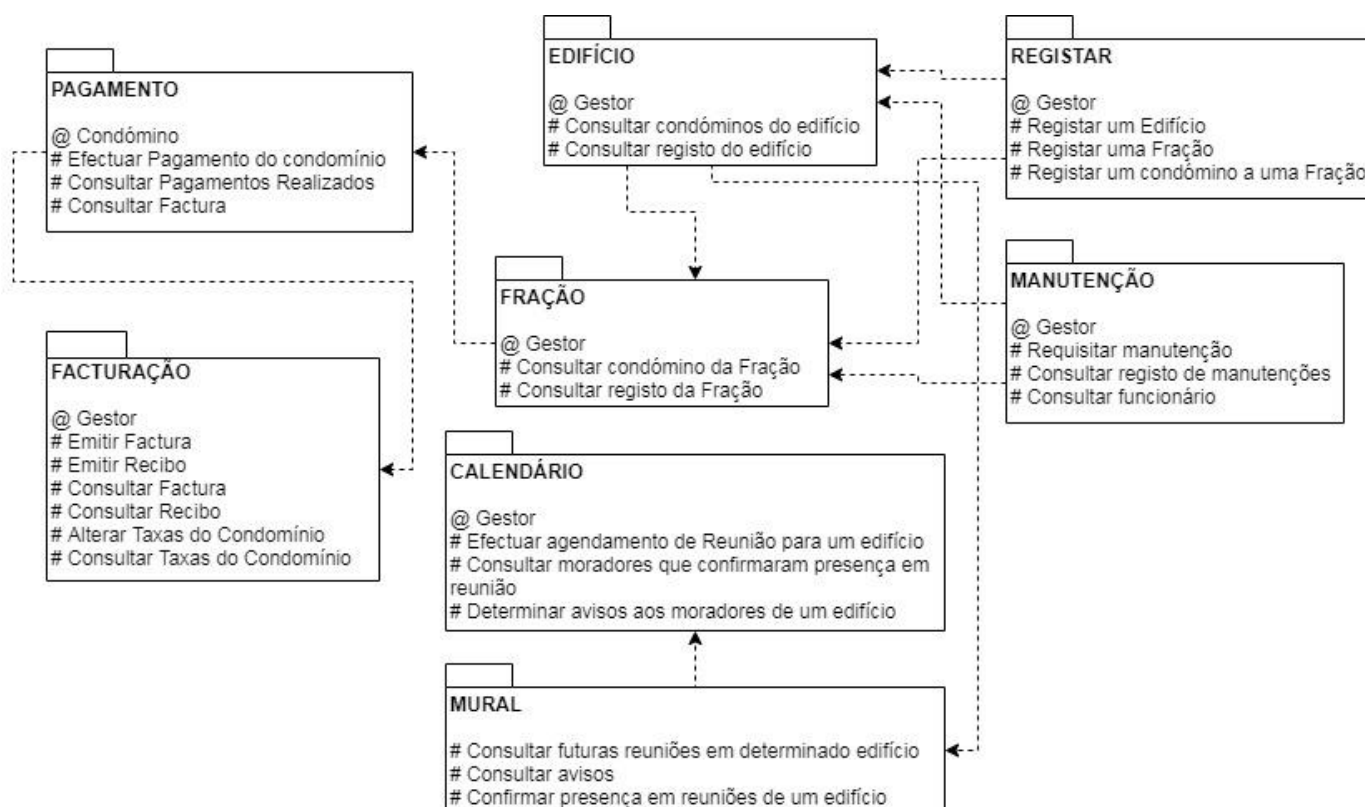 PAGAMENTO
@ Condómino
# Efectuar Pagamento do condomínio
# Consultar Pagamentos Realizados
# Consultar Factura
EDIFÍCIO
@ Gestor
# Consultar condóminos do edifício
# Consultar registo do edifício
REGISTAR
@ Gestor
# Registar um Edifício
# Registar uma Fração
# Registar um condómino a uma Fração
FRAÇÃO
@ Gestor
# Consultar condómino da Fração
# Consultar registo da Fração
MANUTENÇÃO
@ Gestor
# Requisitar manutenção
# Consultar registo de manutenções
# Consultar funcionário
FACTURAÇÃO
@ Gestor
# Emitir Factura
# Emitir Recibo
# Consultar Factura
# Consultar Recibo
# Alterar Taxas do Condomínio
# Consultar Taxas do Condomínio
CALENDÁRIO
@ Gestor
# Efectuar agendamento de Reunião para um edifício
# Consultar moradores que confirmaram presença em
reunião
# Determinar avisos aos moradores de um edifício
MURAL
# Consultar futuras reuniões em determinado edifício
# Consultar avisos
# Confirmar presença em reuniões de um edifício